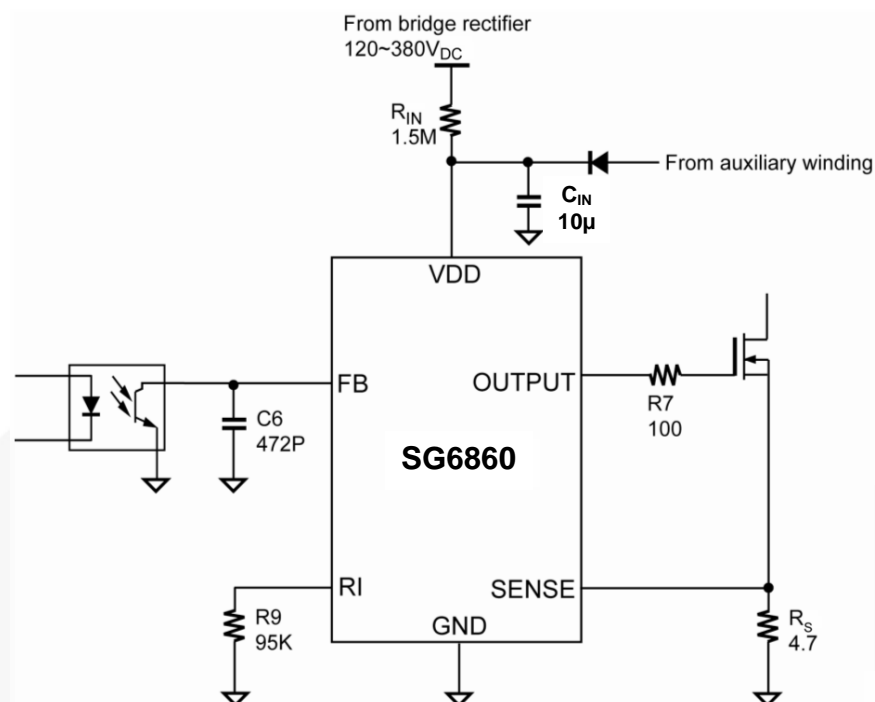 From bridge rectifier
120~380VDC
RIN
1.5M
From auxiliary winding
CIN
10µ
VDD
FB
OUTPUT
C6
472P
R7
100
SG6860
RI
SENSE
R9
95K
GND
RS
4.7